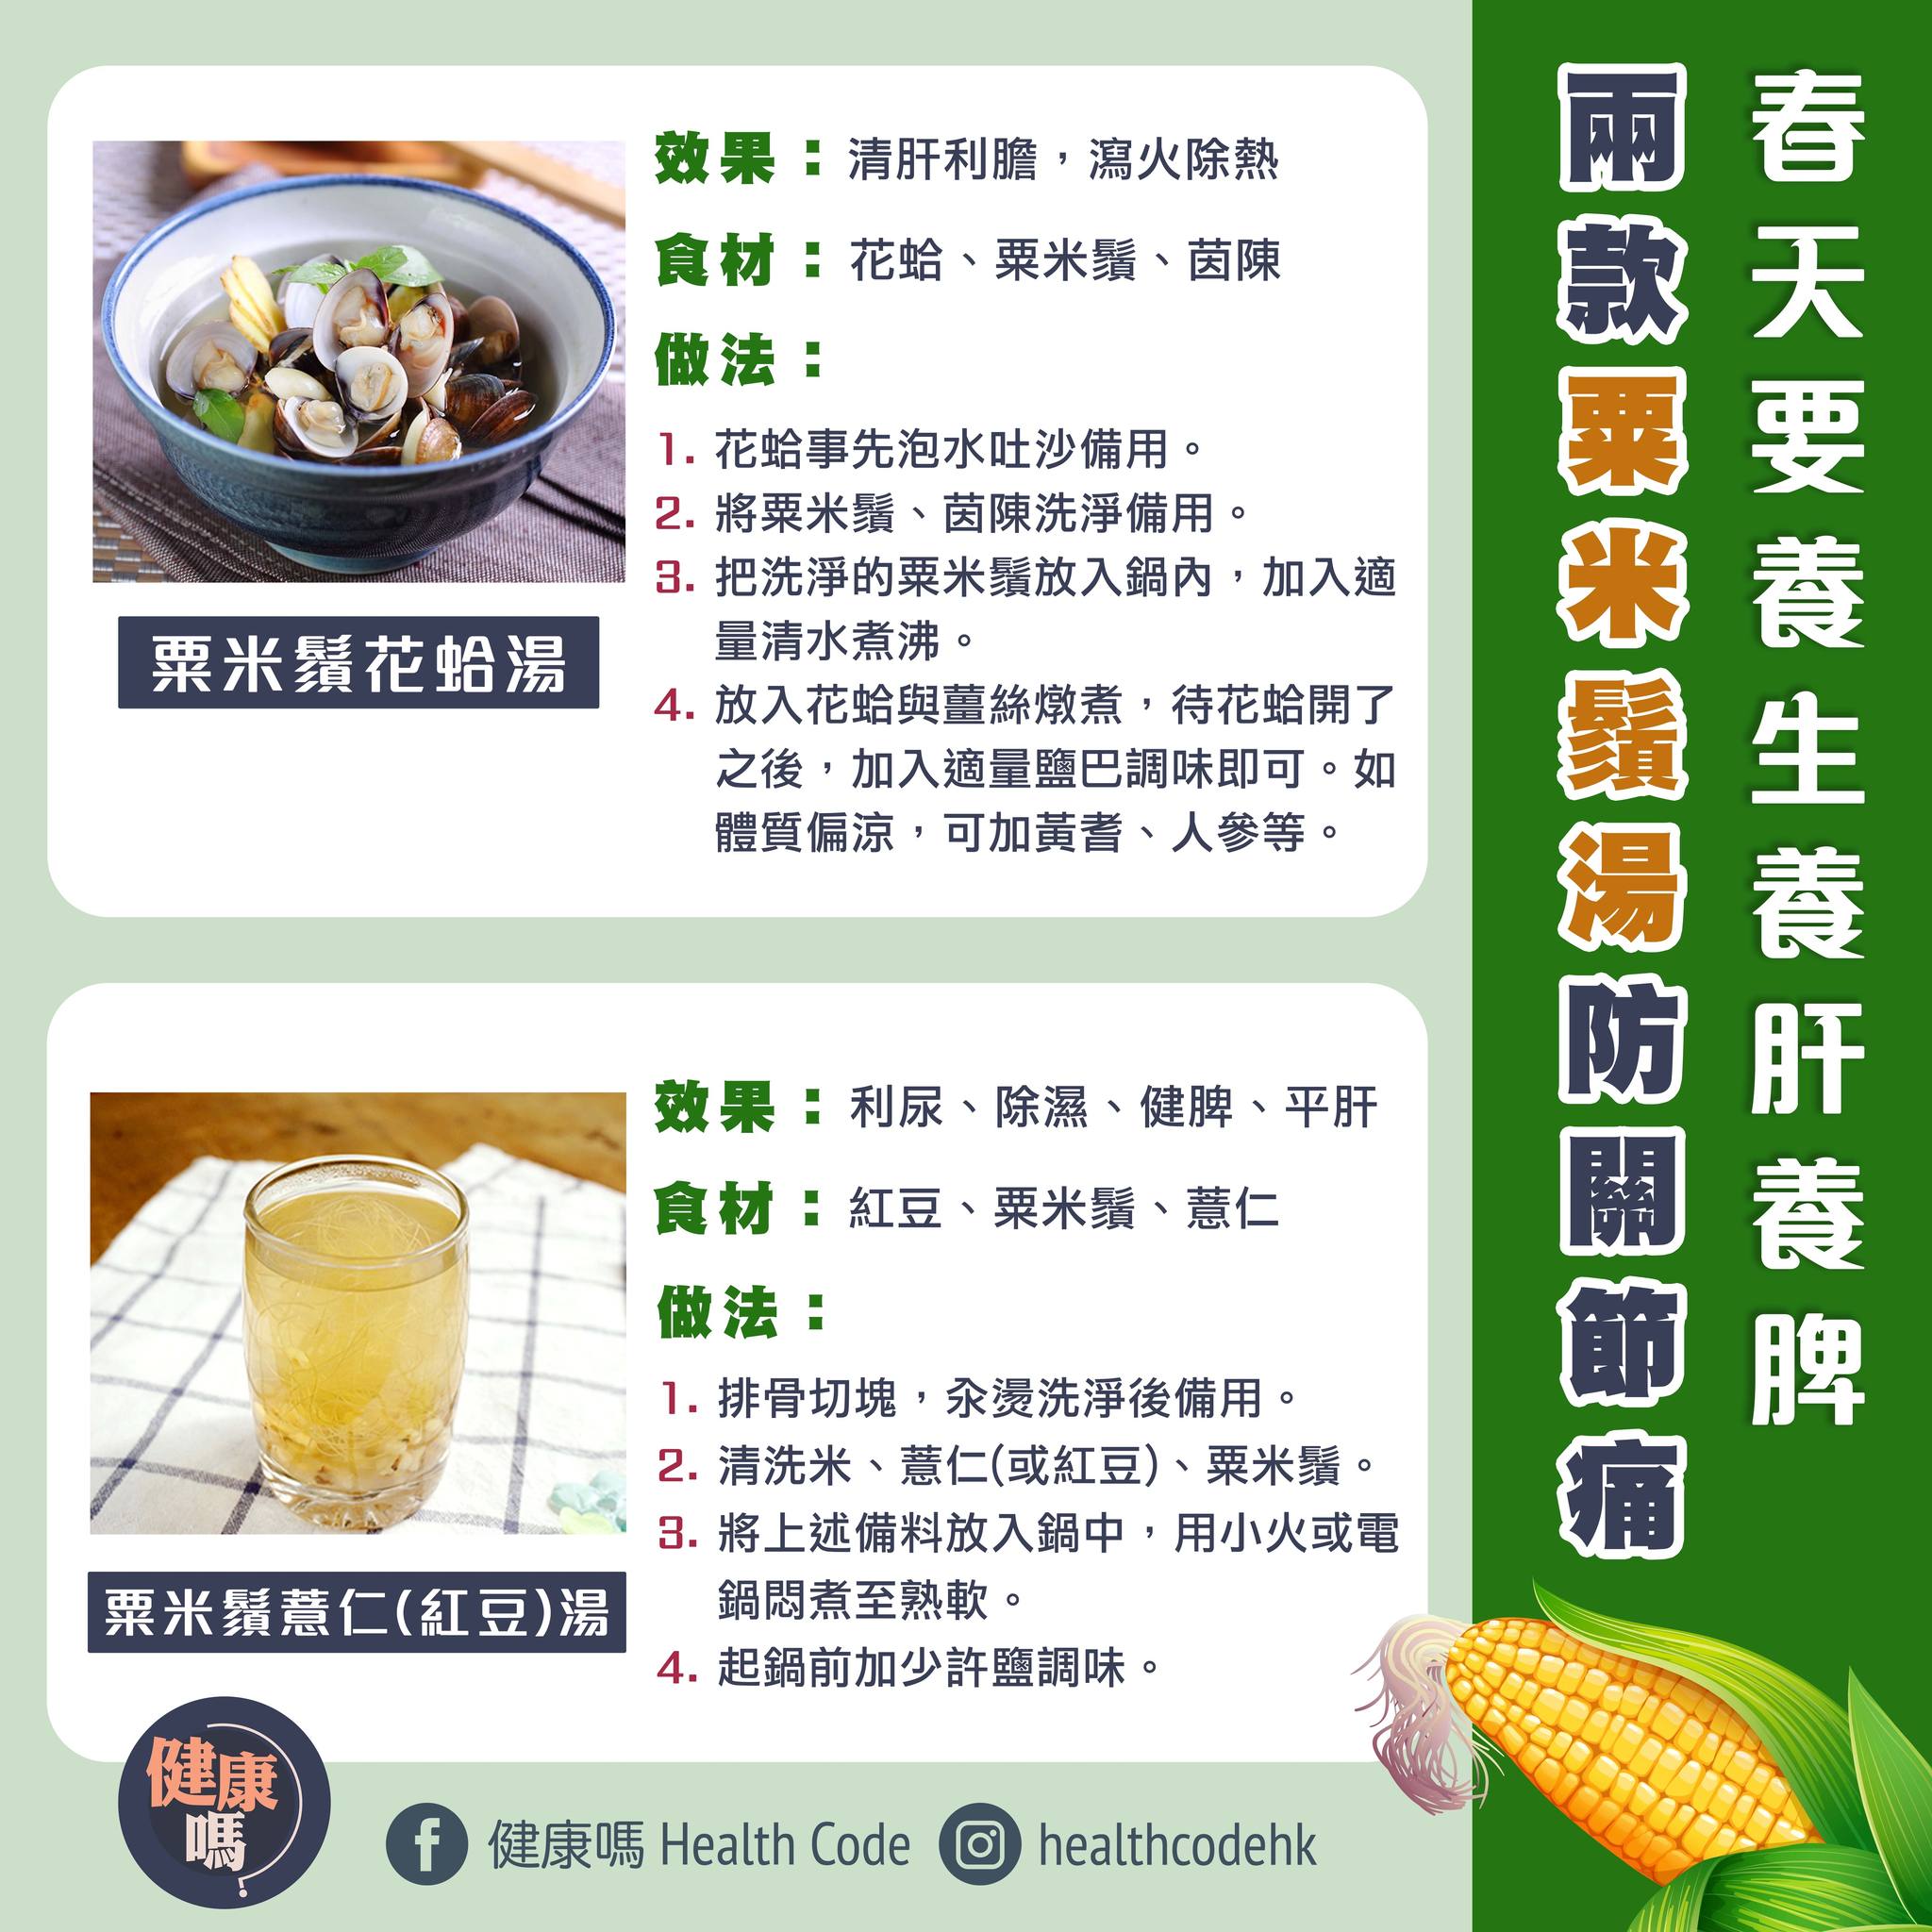 春天要養生養肝養脾
兩款粟米鬚湯防關節痛
效果：清肝利膽，瀉火除熱
食材：花蛤、粟米鬚、茵陳
做法：
1. 花蛤事先泡水吐沙備用。
2. 將粟米鬚、茵陳洗淨備用。
3. 把洗淨的粟米鬚放入鍋內，加入適
量清水煮沸。
4. 放入花蛤與薑絲燉煮，待花蛤開了
之後，加入適量鹽巴調味即可。如
體質偏涼，可加黃耆、人參等。
粟米鬚花蛤湯
效果：利尿、除濕、健脾、平肝
食材：紅豆、粟米鬚、薏仁
做法：
1. 排骨切塊，汆燙洗淨後備用。
2. 清洗米、薏仁(或紅豆)、粟米鬚。
3. 將上述備料放入鍋中，用小火或電
鍋悶煮至熟軟。
4. 起鍋前加少許鹽調味。
粟米鬚薏仁(紅豆)湯
健康
嗎?
健康嗎 Health Code
healthcodehk